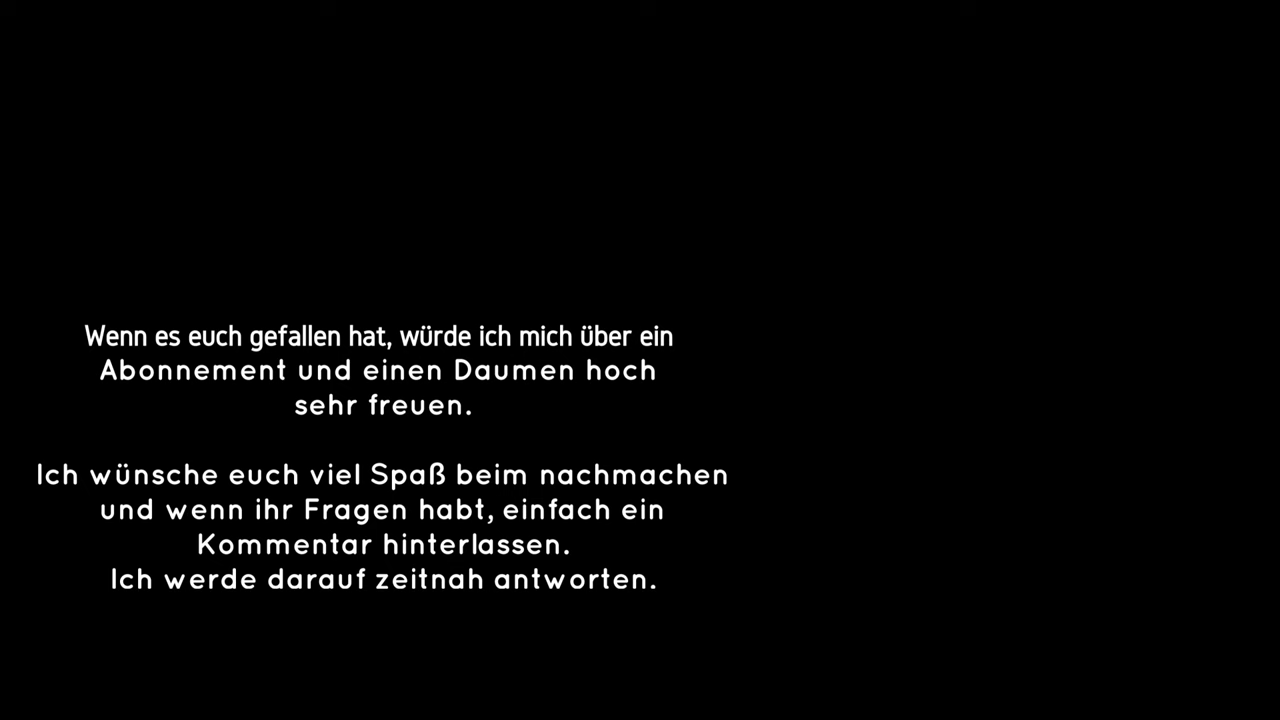 Wenn es euch gefallen hat, würde ich mich über ein
Abonnement und einen Daumen hoch
sehr freuen.
Ich wünsche euch viel Spaß beim nachmachen
und wenn ihr Fragen habt, einfach ein
Kommentar hinterlassen.
Ich werde darauf zeitnah antworten.